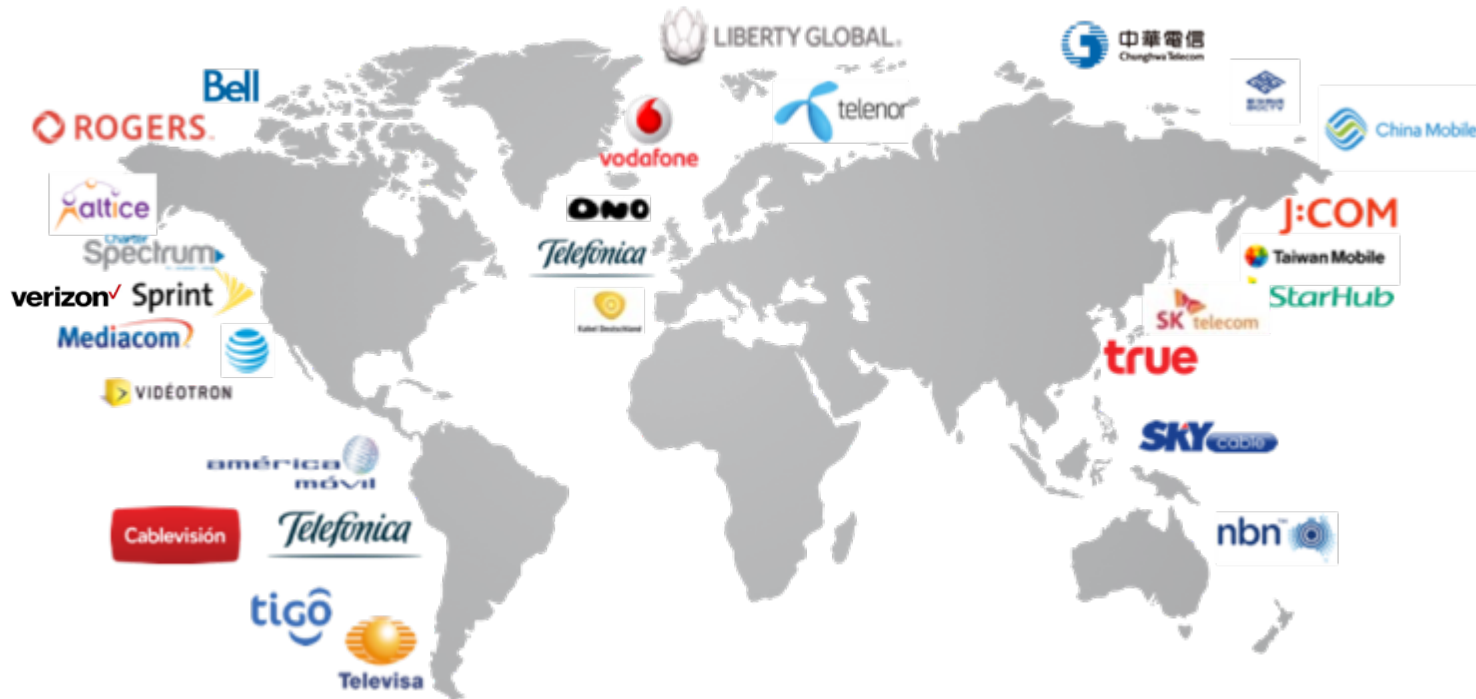 LIBERTY GLOBAL.
中華電信
Chunghwa Telecom
Bell
ROGERS
vodafone
telenor
China Mobile
altice
ono
J:COM
Charter
Spectrum
Telefónica
Taiwan Mobile
verizon Sprint
Kabel Deutschland
StarHub
SK telecom
Mediacom
true
VIDÉOTRON
SKY cable
américa
móvil
Cablevisión
Telefónica
nbn™
tigo
Televisa